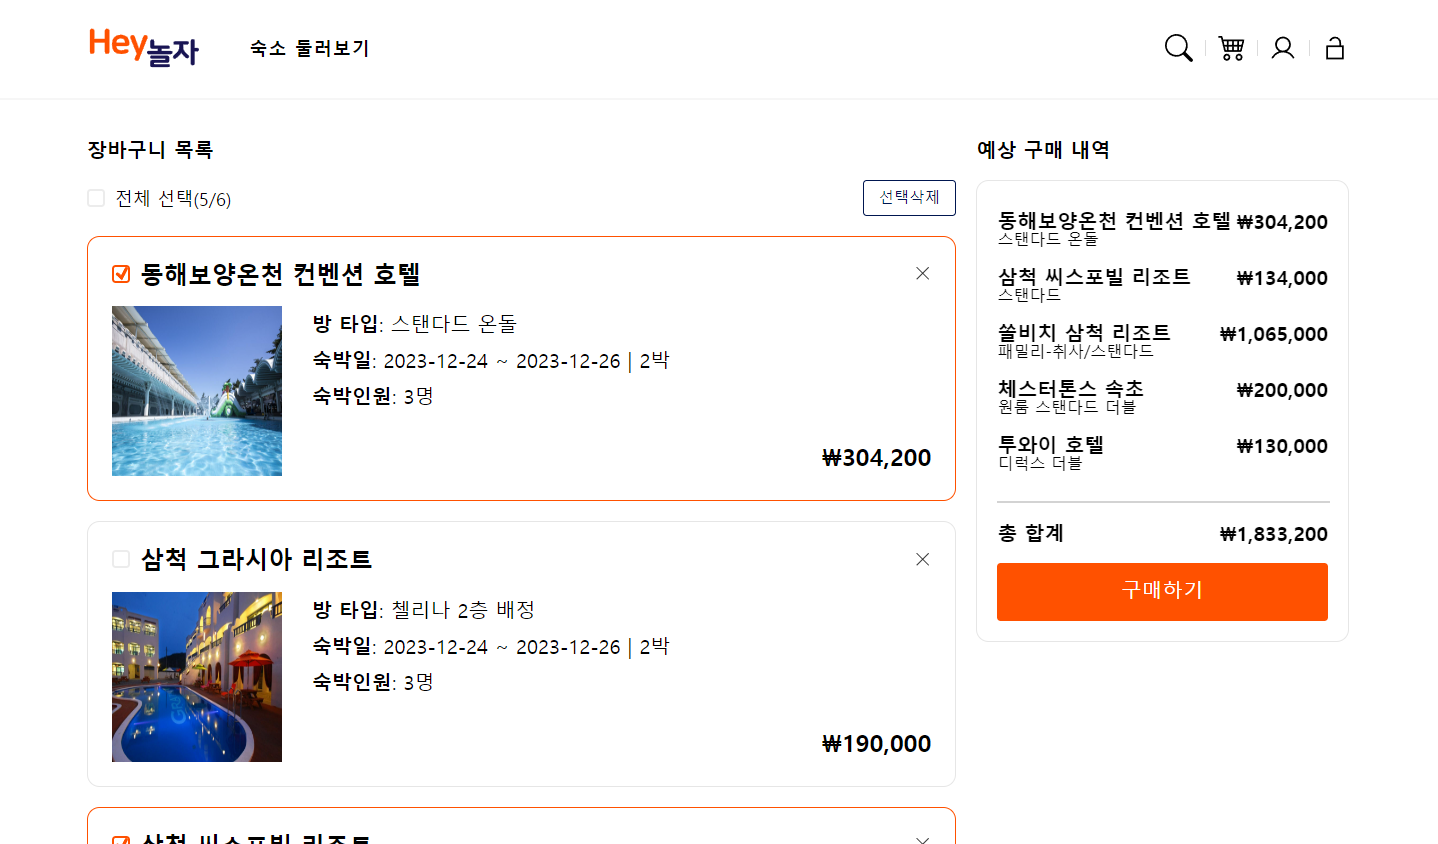 Hey놀자
숙소 둘러보기
장바구니 목록
전체 선택(5/6)
선택삭제
동해보양온천 컨벤션 호텔
방 타입: 스탠다드 온돌
숙박일: 2023-12-24 ~ 2023-12-26 | 2박
숙박인원: 3명
₩304,200
삼척 그라시아 리조트
방 타입: 첼리나 2층 배정
숙박일: 2023-12-24 ~ 2023-12-26 | 2박
숙박인원: 3명
₩190,000
삼척 씨스포빌 리조트
예상 구매 내역
동해보양온천 컨벤션 호텔 ₩304,200
스탠다드 온돌
삼척 씨스포빌 리조트 ₩134,000
스탠다드
쏠비치 삼척 리조트 ₩1,065,000
패밀리-취사/스탠다드
체스터톤스 속초 ₩200,000
원룸 스탠다드 더블
투와이 호텔 ₩130,000
디럭스 더블
총 합계 ₩1,833,200
구매하기